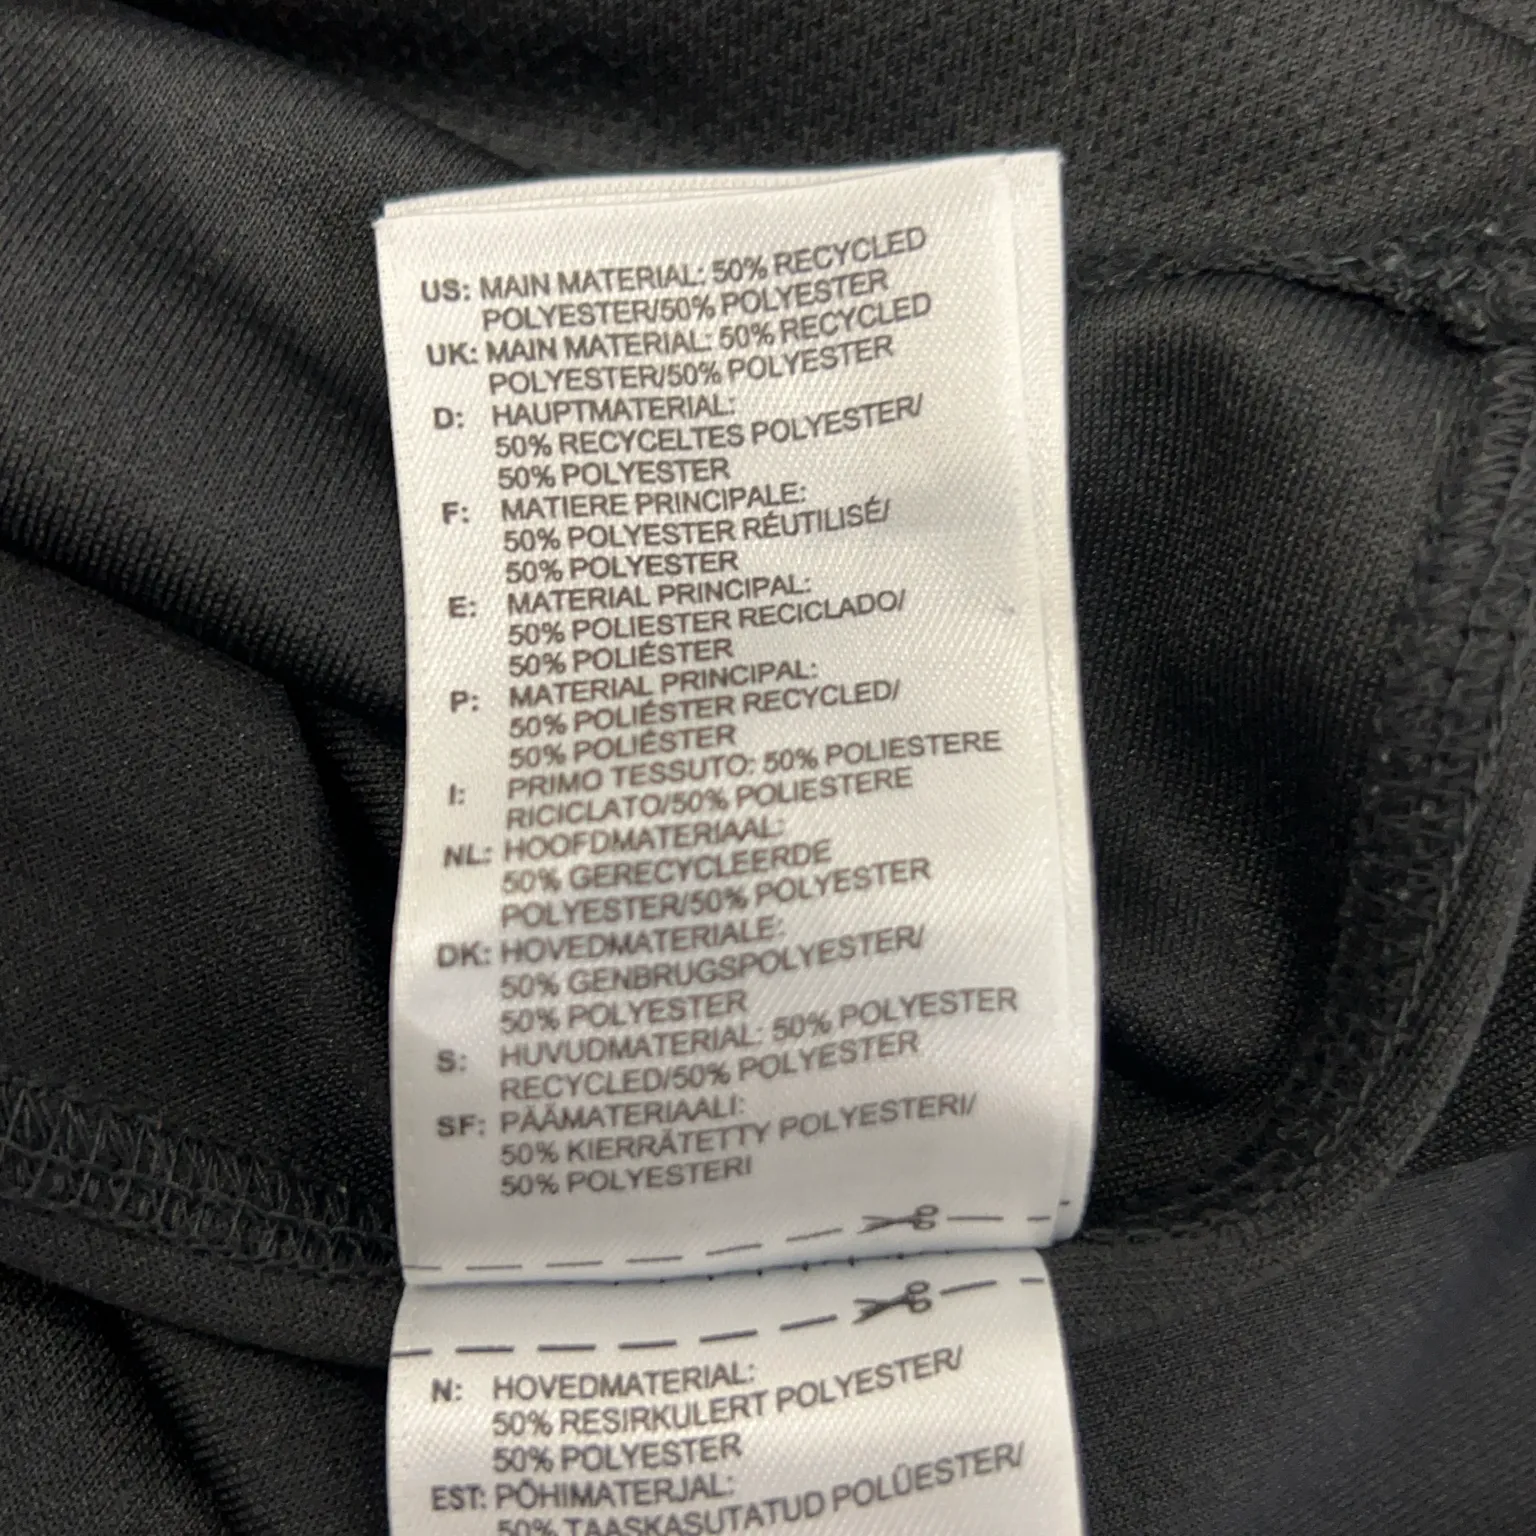 US: MAIN MATERIAL: 50% RECYCLED
POLYESTER/50% POLYESTER
UK: MAIN MATERIAL: 50% RECYCLED
POLYESTER/50% POLYESTER
D: HAUPTMATERIAL:
50% RECYCELTES POLYESTER/
50% POLYESTER
F: MATIERE PRINCIPALE:
50% POLYESTER RÉUTILISÉ/
50% POLYESTER
E: MATERIAL PRINCIPAL:
50% POLIESTER RECICLADO/
50% POLIÉSTER
P: MATERIAL PRINCIPAL:
50% POLIÉSTER RECYCLED/
50% POLIÉSTER
I: PRIMO TESSUTO: 50% POLIESTERE
RICICLATO/50% POLIESTERE
NL: HOOFDMATERIAAL:
50% GERECYCLEERDE
POLYESTER/50% POLYESTER
DK: HOVEDMATERIALE:
50% GENBRUGSPOLYESTER/
50% POLYESTER
S: HUVUDMATERIAL: 50% POLYESTER
RECYCLED/50% POLYESTER
SF: PÄÄMATERIAALI:
50% KIERRÄTETTY POLYESTERI/
50% POLYESTERI
N: HOVEDMATERIAL:
50% RESIRKULERT POLYESTER/
50% POLYESTER
EST: PÕHIMATERJAL:
50% TAASKASUTATUD POLÜESTER/